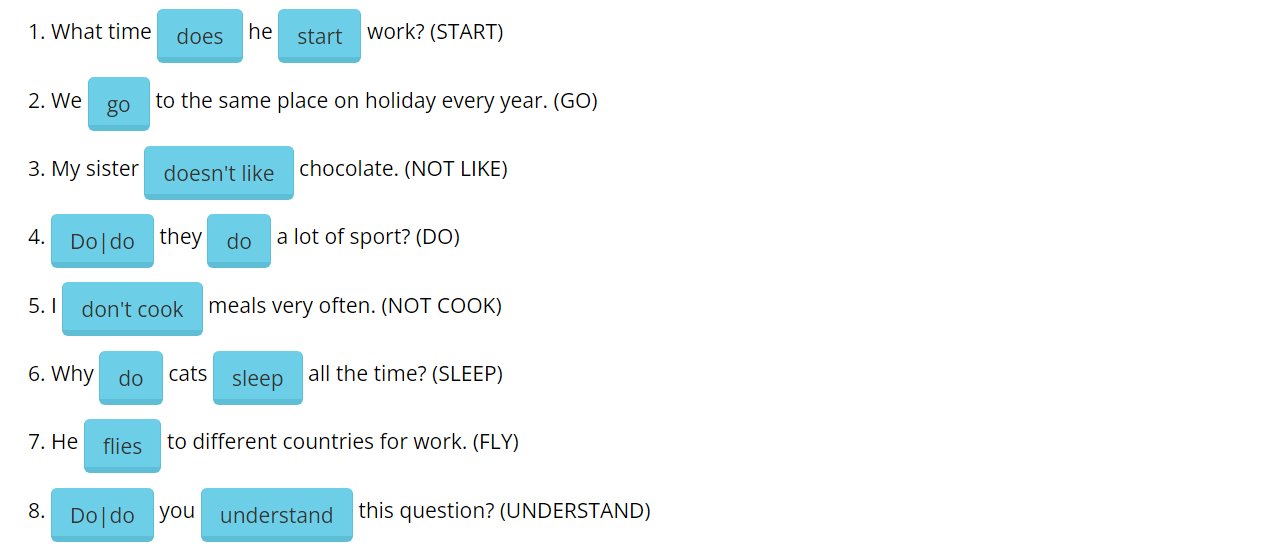 1. What time does he start work? (START)
2. We go to the same place on holiday every year. (GO)
3. My sister doesn't like chocolate. (NOT LIKE)
4. Do|do they do a lot of sport? (DO)
5. I don't cook meals very often. (NOT COOK)
6. Why do cats sleep all the time? (SLEEP)
7. He flies to different countries for work. (FLY)
8. Do|do you understand this question? (UNDERSTAND)